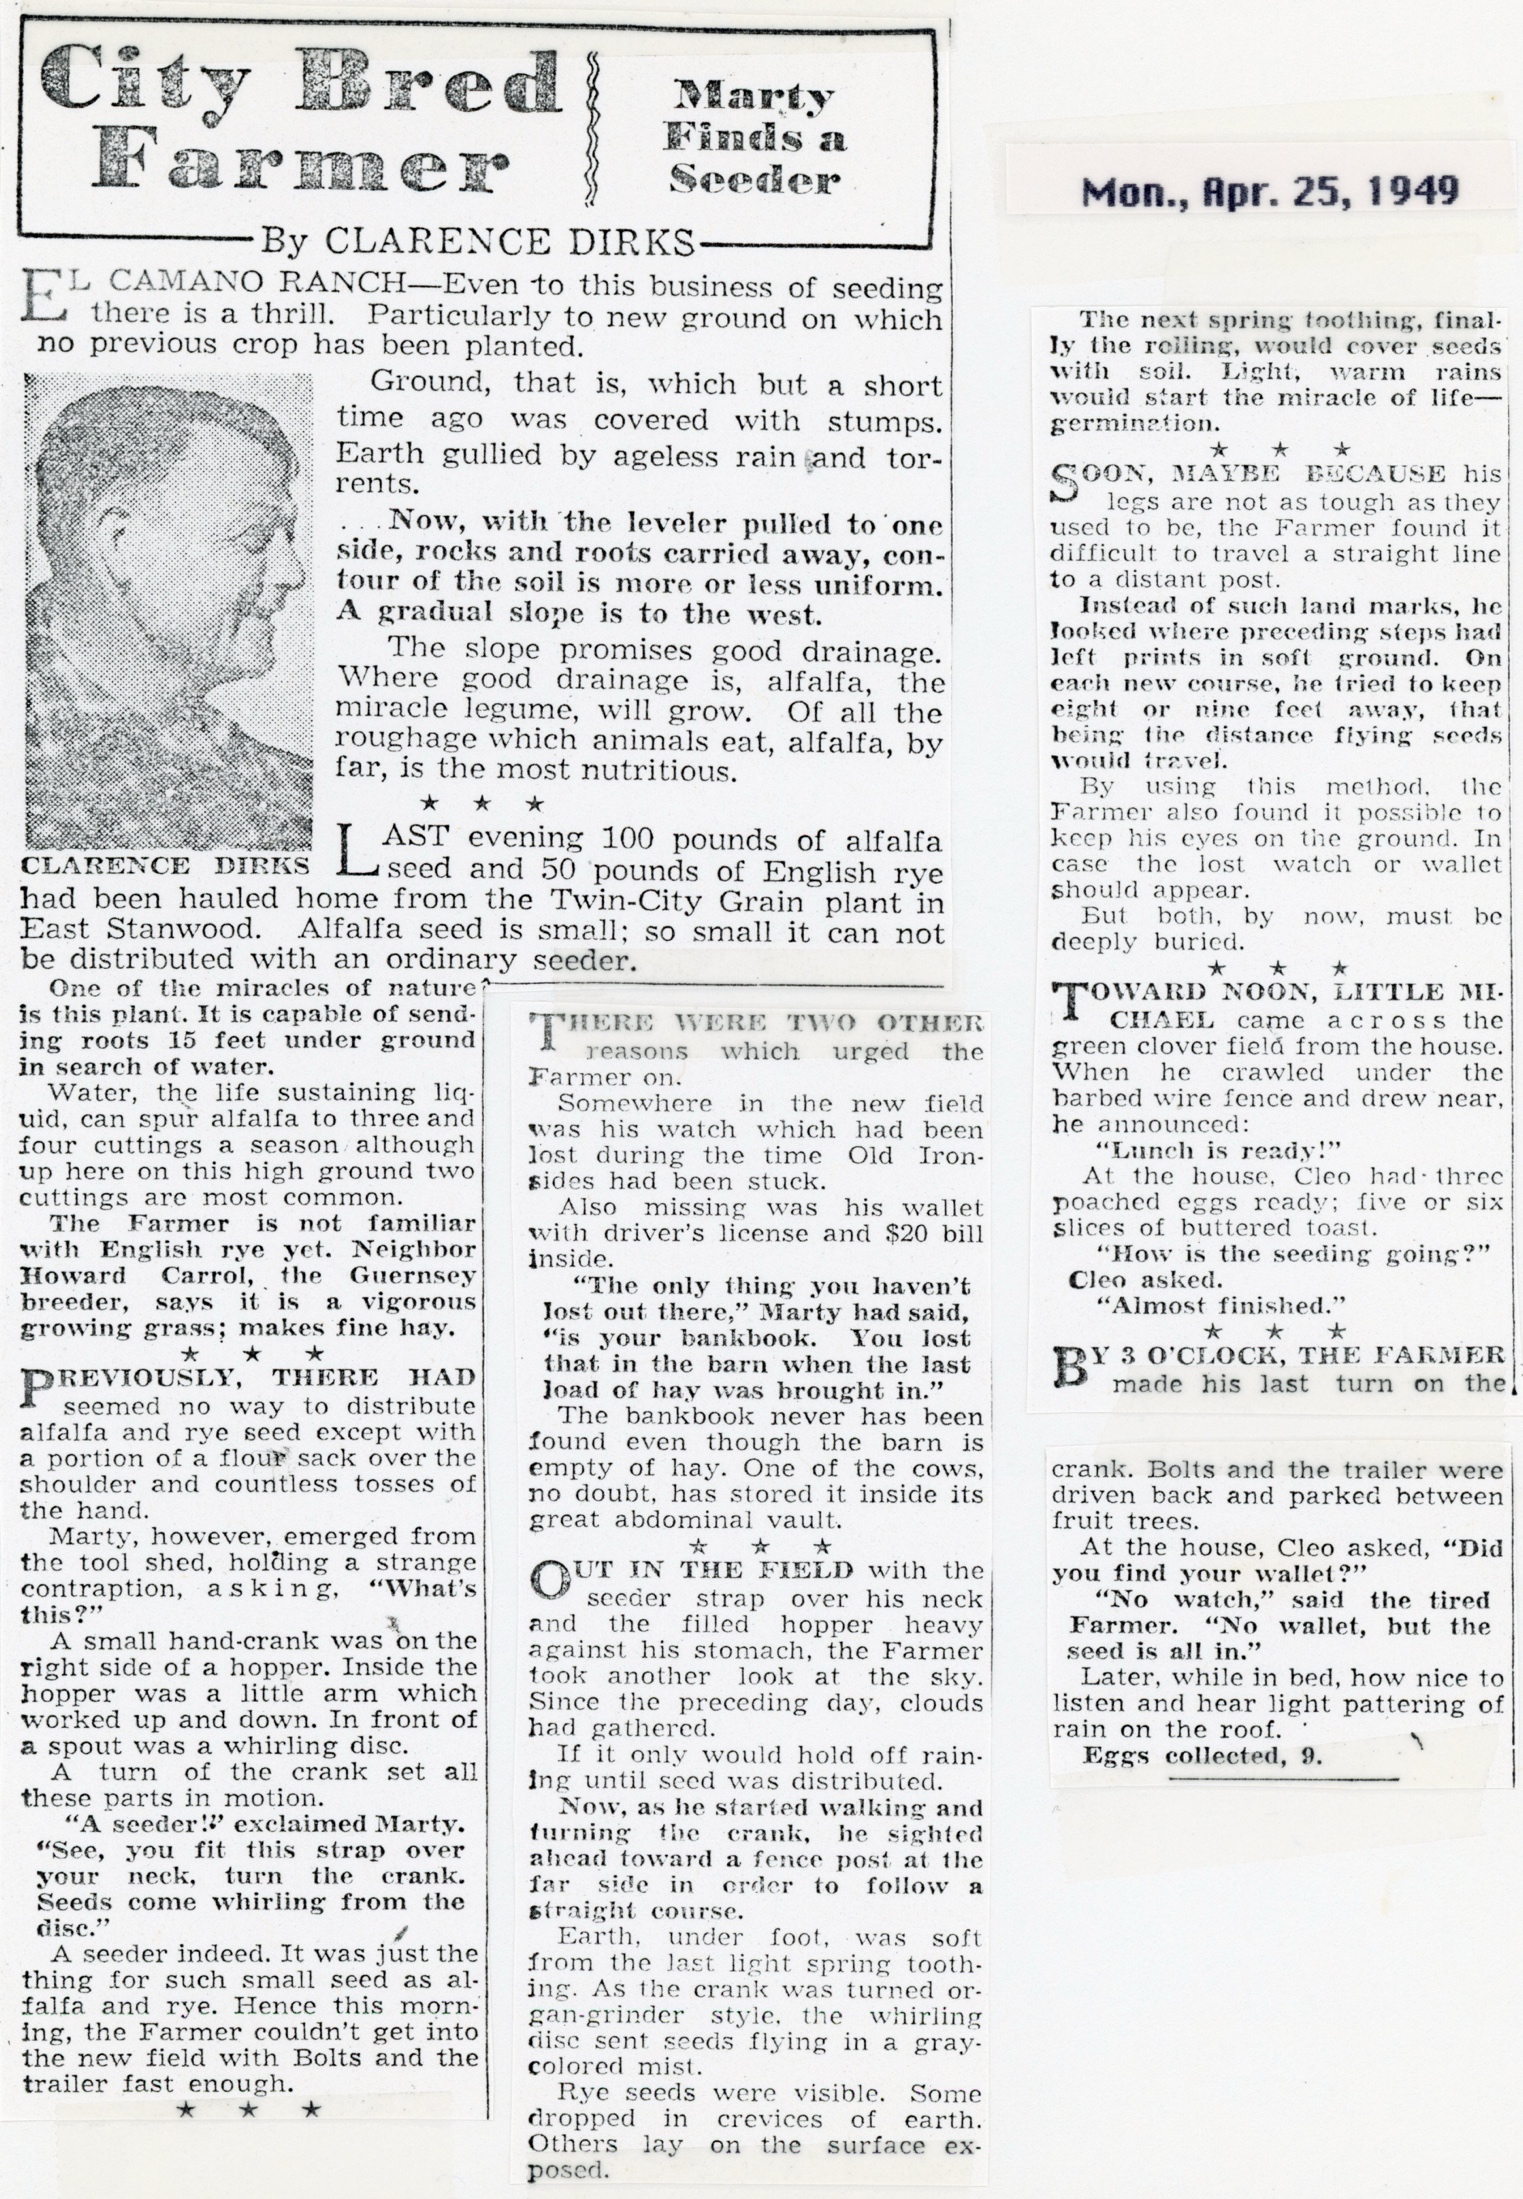 City Bred
Farmer
Marty
Finds a
Seeder
By CLARENCE DIRKS
EL CAMANO RANCH—Even to this business of seeding
there is a thrill. Particularly to new ground on which
no previous crop has been planted.
Ground, that is, which but a short
time ago was covered with stumps.
Earth gullied by ageless rain and tor-
rents.
...Now, with the leveler pulled to one
side, rocks and roots carried away, con-
tour of the soil is more or less uniform.
A gradual slope is to the west.
The slope promises good drainage.
Where good drainage is, alfalfa, the
miracle legume, will grow. Of all the
roughage which animals eat, alfalfa, by
far, is the most nutritious.
★ ★ ★
CLARENCE DIRKS
LAST evening 100 pounds of alfalfa
seed and 50 pounds of English rye
had been hauled home from the Twin-City Grain plant in
East Stanwood. Alfalfa seed is small; so small it can not
be distributed with an ordinary seeder.
One of the miracles of nature
is this plant. It is capable of send-
ing roots 15 feet under ground
in search of water.
Water, the life sustaining liq-
uid, can spur alfalfa to three and
four cuttings a season although
up here on this high ground two
cuttings are most common.
The Farmer is not familiar
with English rye yet. Neighbor
Howard Carrol, the Guernsey
breeder, says it is a vigorous
growing grass; makes fine hay.
★ ★ ★
PREVIOUSLY, THERE HAD
seemed no way to distribute
alfalfa and rye seed except with
a portion of a flour sack over the
shoulder and countless tosses of
the hand.
Marty, however, emerged from
the tool shed, holding a strange
contraption, asking, “What's
this?”
A small hand-crank was on the
right side of a hopper. Inside the
hopper was a little arm which
worked up and down. In front of
a spout was a whirling disc.
A turn of the crank set all
these parts in motion.
“A seeder!” exclaimed Marty.
“See, you fit this strap over
your neck, turn the crank.
Seeds come whirling from the
disc.”
A seeder indeed. It was just the
thing for such small seed as al-
falfa and rye. Hence this morn-
ing, the Farmer couldn't get into
the new field with Bolts and the
trailer fast enough.
★ ★ ★
THERE WERE TWO OTHER
reasons which urged the
Farmer on.
Somewhere in the new field
was his watch which had been
lost during the time Old Iron-
sides had been stuck.
Also missing was his wallet
with driver's license and $20 bill
inside.
“The only thing you haven't
lost out there,” Marty had said,
“is your bankbook. You lost
that in the barn when the last
load of hay was brought in.”
The bankbook never has been
found even though the barn is
empty of hay. One of the cows,
no doubt, has stored it inside its
great abdominal vault.
★ ★ ★
OUT IN THE FIELD with the
seeder strap over his neck
and the filled hopper heavy
against his stomach, the Farmer
took another look at the sky.
Since the preceding day, clouds
had gathered.
If it only would hold off rain-
ing until seed was distributed.
Now, as he started walking and
turning the crank, he sighted
ahead toward a fence post at the
far side in order to follow a
straight course.
Earth, under foot, was soft
from the last light spring tooth-
ing. As the crank was turned or-
gan-grinder style, the whirling
disc sent seeds flying in a gray-
colored mist.
Rye seeds were visible. Some
dropped in crevices of earth.
Others lay on the surface ex-
posed.
Mon., Apr. 25, 1949
The next spring toothing, final-
ly the rolling, would cover seeds
with soil. Light, warm rains
would start the miracle of life—
germination.
★ ★ ★
SOON, MAYBE BECAUSE his
legs are not as tough as they
used to be, the Farmer found it
difficult to travel a straight line
to a distant post.
Instead of such land marks, he
looked where preceding steps had
left prints in soft ground. On
each new course, he tried to keep
eight or nine feet away, that
being the distance flying seeds
would travel.
By using this method, the
Farmer also found it possible to
keep his eyes on the ground. In
case the lost watch or wallet
should appear.
But both, by now, must be
deeply buried.
★ ★ ★
TOWARD NOON, LITTLE MI-
CHAEL came across the
green clover field from the house.
When he crawled under the
barbed wire fence and drew near,
he announced:
“Lunch is ready!”
At the house, Cleo had three
poached eggs ready; five or six
slices of buttered toast.
“How is the seeding going?”
Cleo asked.
“Almost finished.”
★ ★ ★
BY 3 O'CLOCK, THE FARMER
made his last turn on the
crank. Bolts and the trailer were
driven back and parked between
fruit trees.
At the house, Cleo asked, “Did
you find your wallet?”
“No watch,” said the tired
Farmer. “No wallet, but the
seed is all in.”
Later, while in bed, how nice to
listen and hear light pattering of
rain on the roof.
Eggs collected, 9.